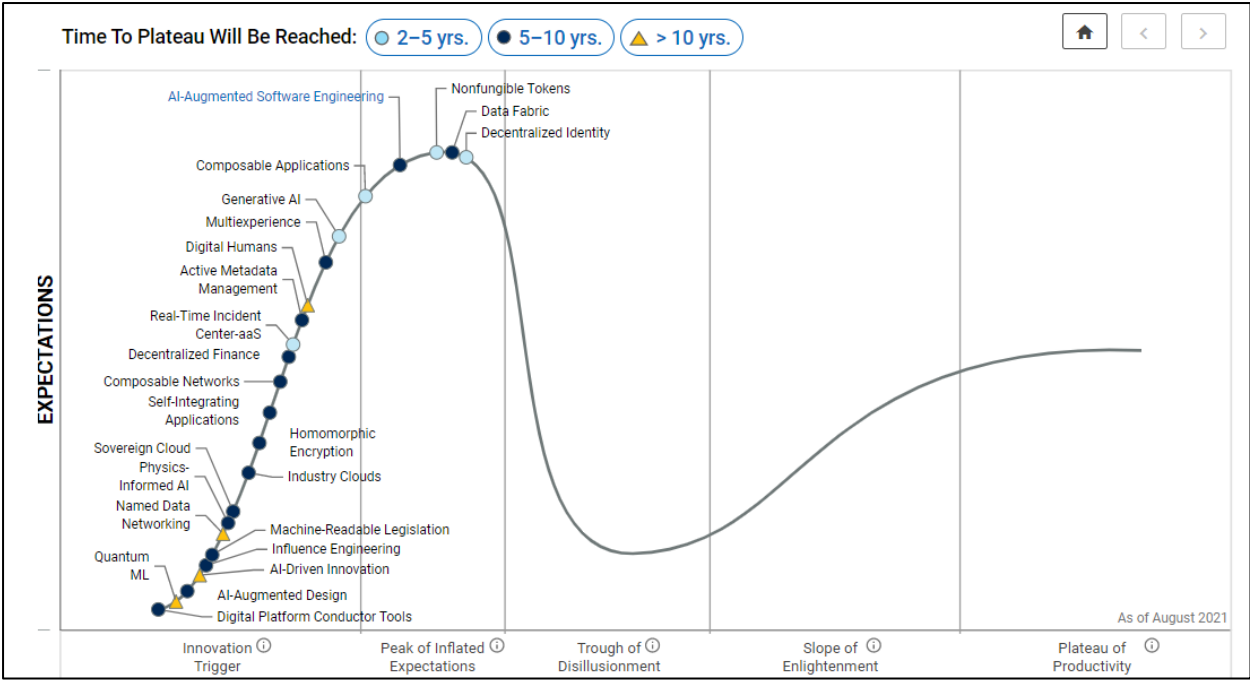 Time To Plateau Will Be Reached: 2–5 yrs. 5–10 yrs. > 10 yrs.
Nonfungible Tokens
AI-Augmented Software Engineering
Data Fabric
Decentralized Identity
Composable Applications
Generative AI
Multiexperience
Digital Humans
Active Metadata
Management
Real-Time Incident
Center-aaS
Decentralized Finance
Composable Networks
Self-Integrating
Applications
Homomorphic
Encryption
Sovereign Cloud
Physics-
Informed AI
Industry Clouds
Named Data
Networking
Machine-Readable Legislation
Influence Engineering
Quantum
ML
AI-Driven Innovation
AI-Augmented Design
Digital Platform Conductor Tools
EXPECTATIONS
As of August 2021
Innovation
Trigger
Peak of Inflated
Expectations
Trough of
Disillusionment
Slope of
Enlightenment
Plateau of
Productivity